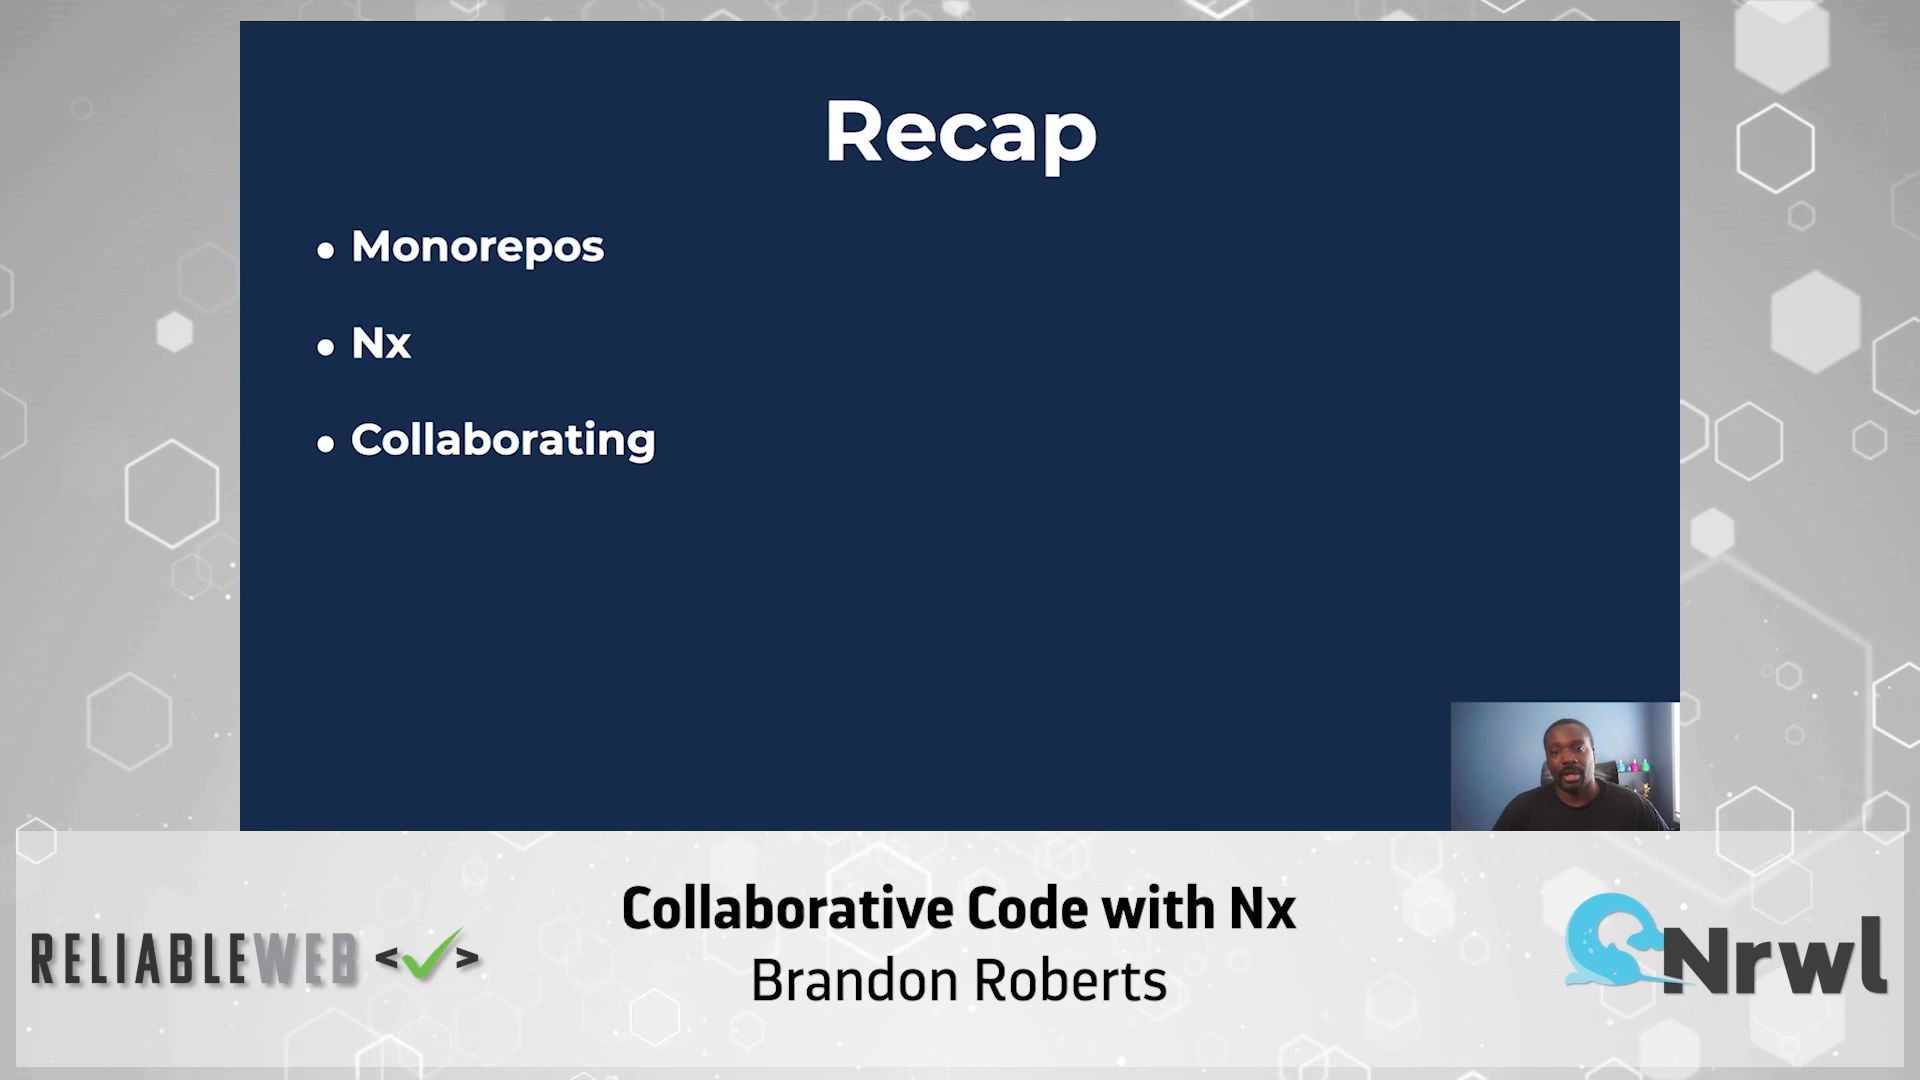 Recap
• Monorepos
• Nx
• Collaborating
Collaborative Code with Nx
Brandon Roberts
RELIABLEWEB <✓>
Nrwl